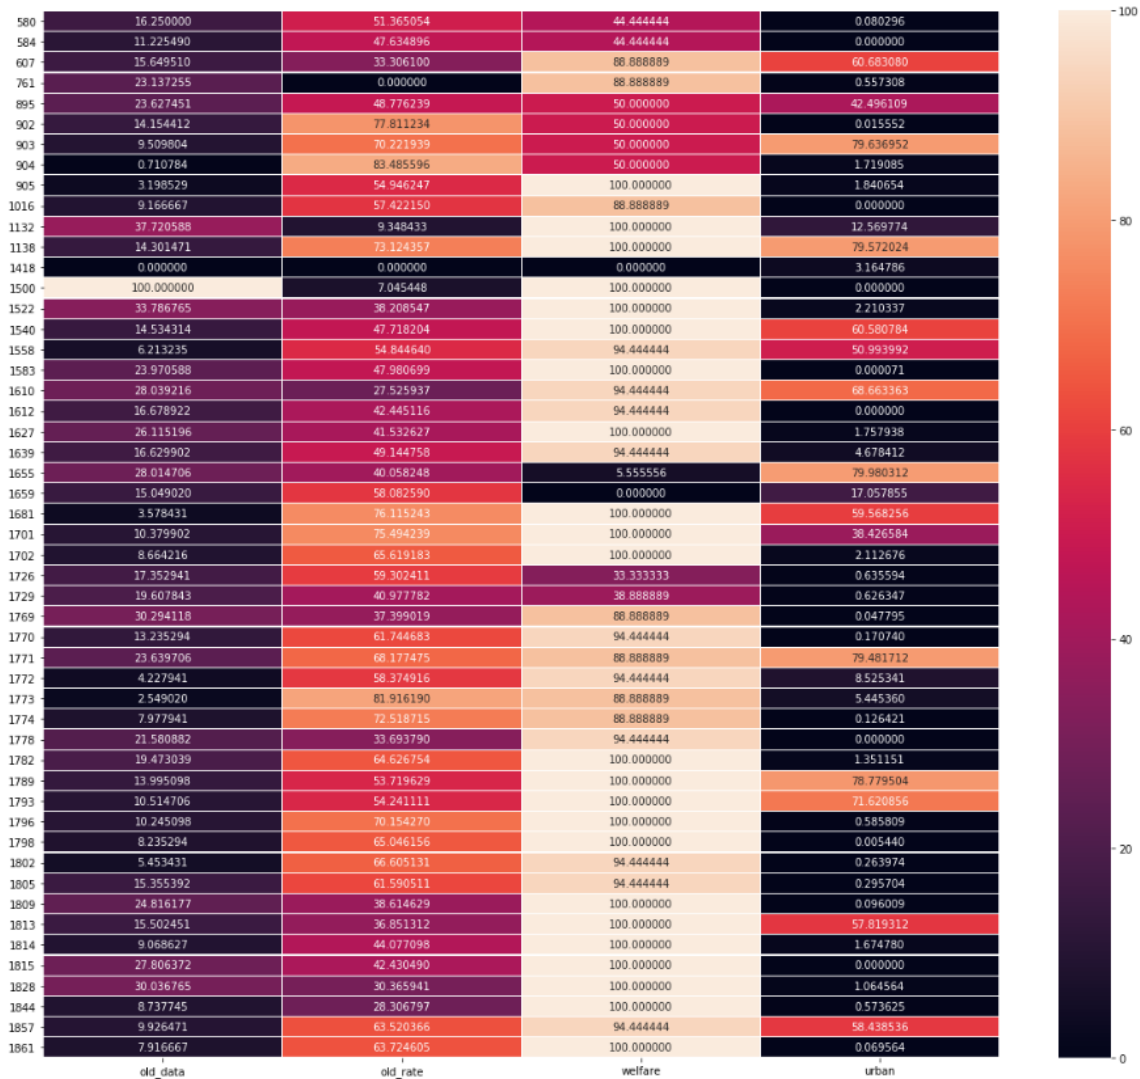 580 16.250000 51.365054 44.444444 0.080296
584 11.225490 47.634896 44.444444 0.000000
607 15.649510 33.306100 88.888889 60.683080
761 23.137255 0.000000 88.888889 0.557308
895 23.627451 48.776239 50.000000 42.496109
902 14.154412 77.811234 50.000000 0.015552
903 9.509804 70.221939 50.000000 79.636952
904 0.710784 83.485596 50.000000 1.719085
905 3.198529 54.946247 100.000000 1.840654
1016 9.166667 57.422150 88.888889 0.000000
1132 37.720588 9.348433 100.000000 12.569774
1138 14.301471 73.124357 100.000000 79.572024
1418 0.000000 0.000000 0.000000 3.164786
1500 100.000000 7.045448 100.000000 0.000000
1522 33.786765 38.208547 100.000000 2.210337
1540 14.534314 47.718204 100.000000 60.580784
1558 6.213235 54.844640 94.444444 50.993992
1583 23.970588 47.980699 100.000000 0.000071
1610 28.039216 27.525937 94.444444 68.663363
1612 16.678922 42.445116 94.444444 0.000000
1627 26.115196 41.532627 100.000000 1.757938
1639 16.629902 49.144758 94.444444 4.678412
1655 28.014706 40.058248 5.555556 79.980312
1659 15.049020 58.082590 0.000000 17.057855
1681 3.578431 76.115243 100.000000 59.568256
1701 10.379902 75.494239 100.000000 38.426584
1702 8.664216 65.619183 100.000000 2.112676
1726 17.352941 59.302411 33.333333 0.635594
1729 19.607843 40.977782 38.888889 0.626347
1769 30.294118 37.399019 88.888889 0.047795
1770 13.235294 61.744683 94.444444 0.170740
1771 23.639706 68.177475 88.888889 79.481712
1772 4.227941 58.374916 94.444444 8.525341
1773 2.549020 81.916190 88.888889 5.445360
1774 7.977941 72.518715 88.888889 0.126421
1778 21.580882 33.693790 94.444444 0.000000
1782 19.473039 64.626754 100.000000 1.351151
1789 13.995098 53.719629 100.000000 78.779504
1793 10.514706 54.241111 100.000000 71.620856
1796 10.245098 70.154270 100.000000 0.585809
1798 8.235294 65.046156 100.000000 0.005440
1802 5.453431 66.605131 94.444444 0.263974
1805 15.355392 61.590511 94.444444 0.295704
1809 24.816177 38.614629 100.000000 0.096009
1813 15.502451 36.851312 100.000000 57.819312
1814 9.068627 44.077098 100.000000 1.674780
1815 27.806372 42.430490 100.000000 0.000000
1828 30.036765 30.365941 100.000000 1.064564
1844 8.737745 28.306797 100.000000 0.573625
1857 9.926471 63.520366 94.444444 58.438536
1861 7.916667 63.724605 100.000000 0.069564
old_data old_rate welfare urban
100
80
60
40
20
0